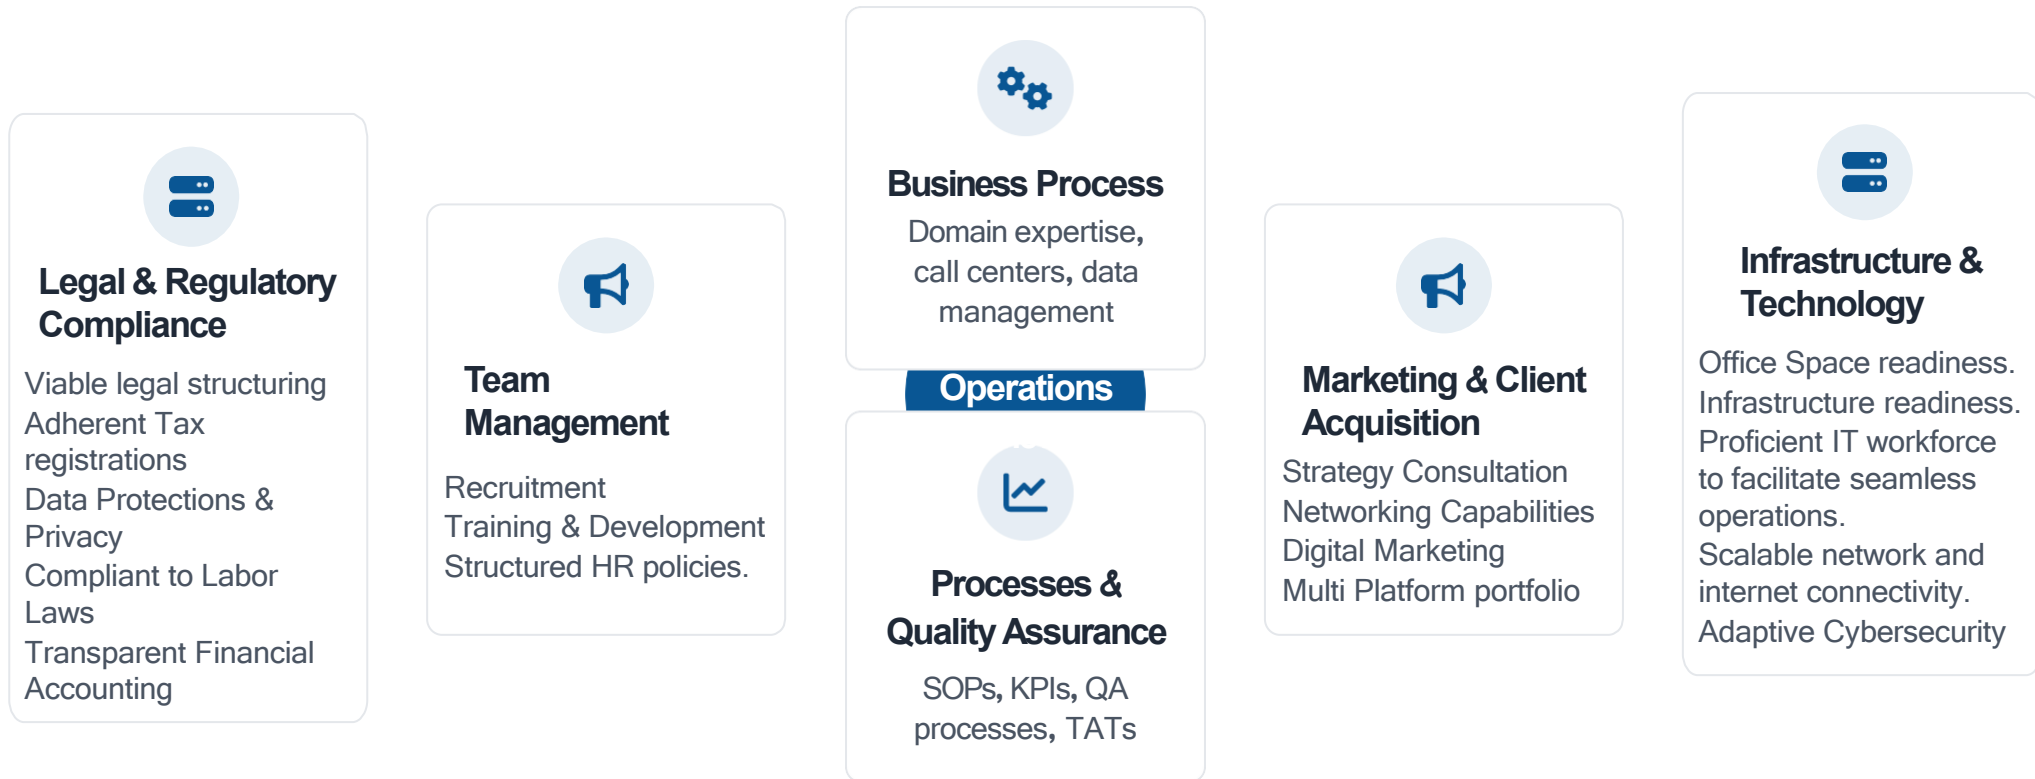 Legal & Regulatory
Compliance
Viable legal structuring
Adherent Tax
registrations
Data Protections &
Privacy
Compliant to Labor
Laws
Transparent Financial
Accounting
Team
Management
Recruitment
Training & Development
Structured HR policies.
Business Process
Domain expertise,
call centers, data
management
Operations
Processes &
Quality Assurance
SOPs, KPIs, QA
processes, TATs
Marketing & Client
Acquisition
Strategy Consultation
Networking Capabilities
Digital Marketing
Multi Platform portfolio
Infrastructure &
Technology
Office Space readiness.
Infrastructure readiness.
Proficient IT workforce
to facilitate seamless
operations.
Scalable network and
internet connectivity.
Adaptive Cybersecurity